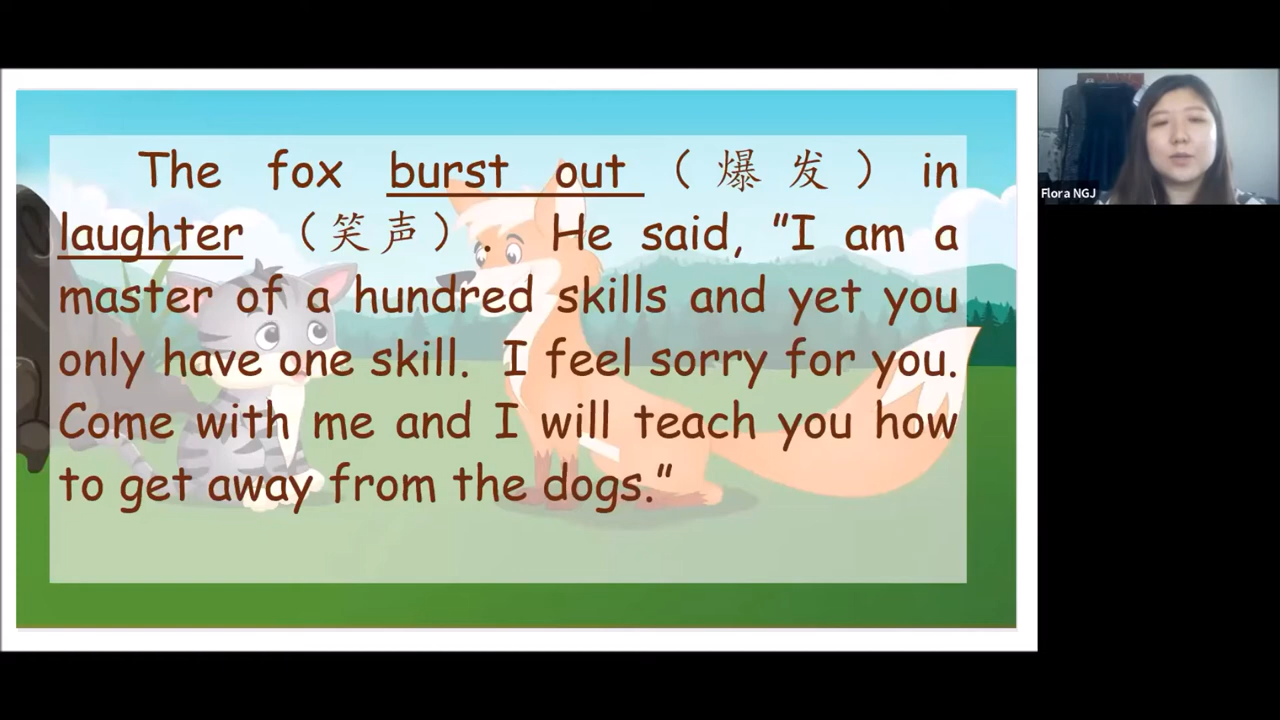 The fox burst out（爆发）in
laughter （笑声）. He said, "I am a
master of a hundred skills and yet you
only have one skill. I feel sorry for you.
Come with me and I will teach you how
to get away from the dogs."
Flora NGJ